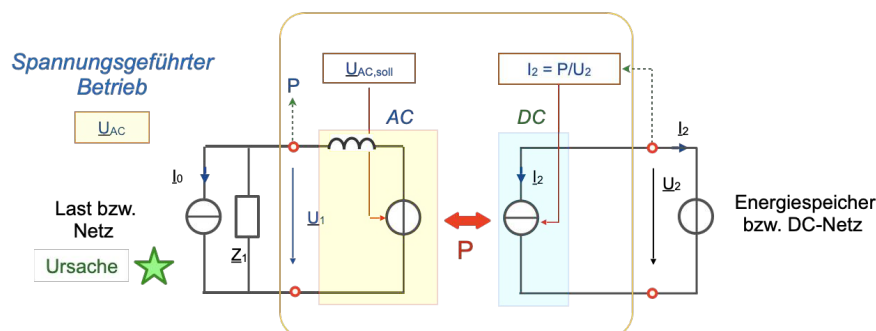 Spannungsgeführter
Betrieb
U_AC
P
U_AC,soll
I2 = P/U2
AC
DC
I0
I2
I2
Last bzw.
Netz
Ursache
Z1
U1
P
U2
Energiespeicher
bzw. DC-Netz